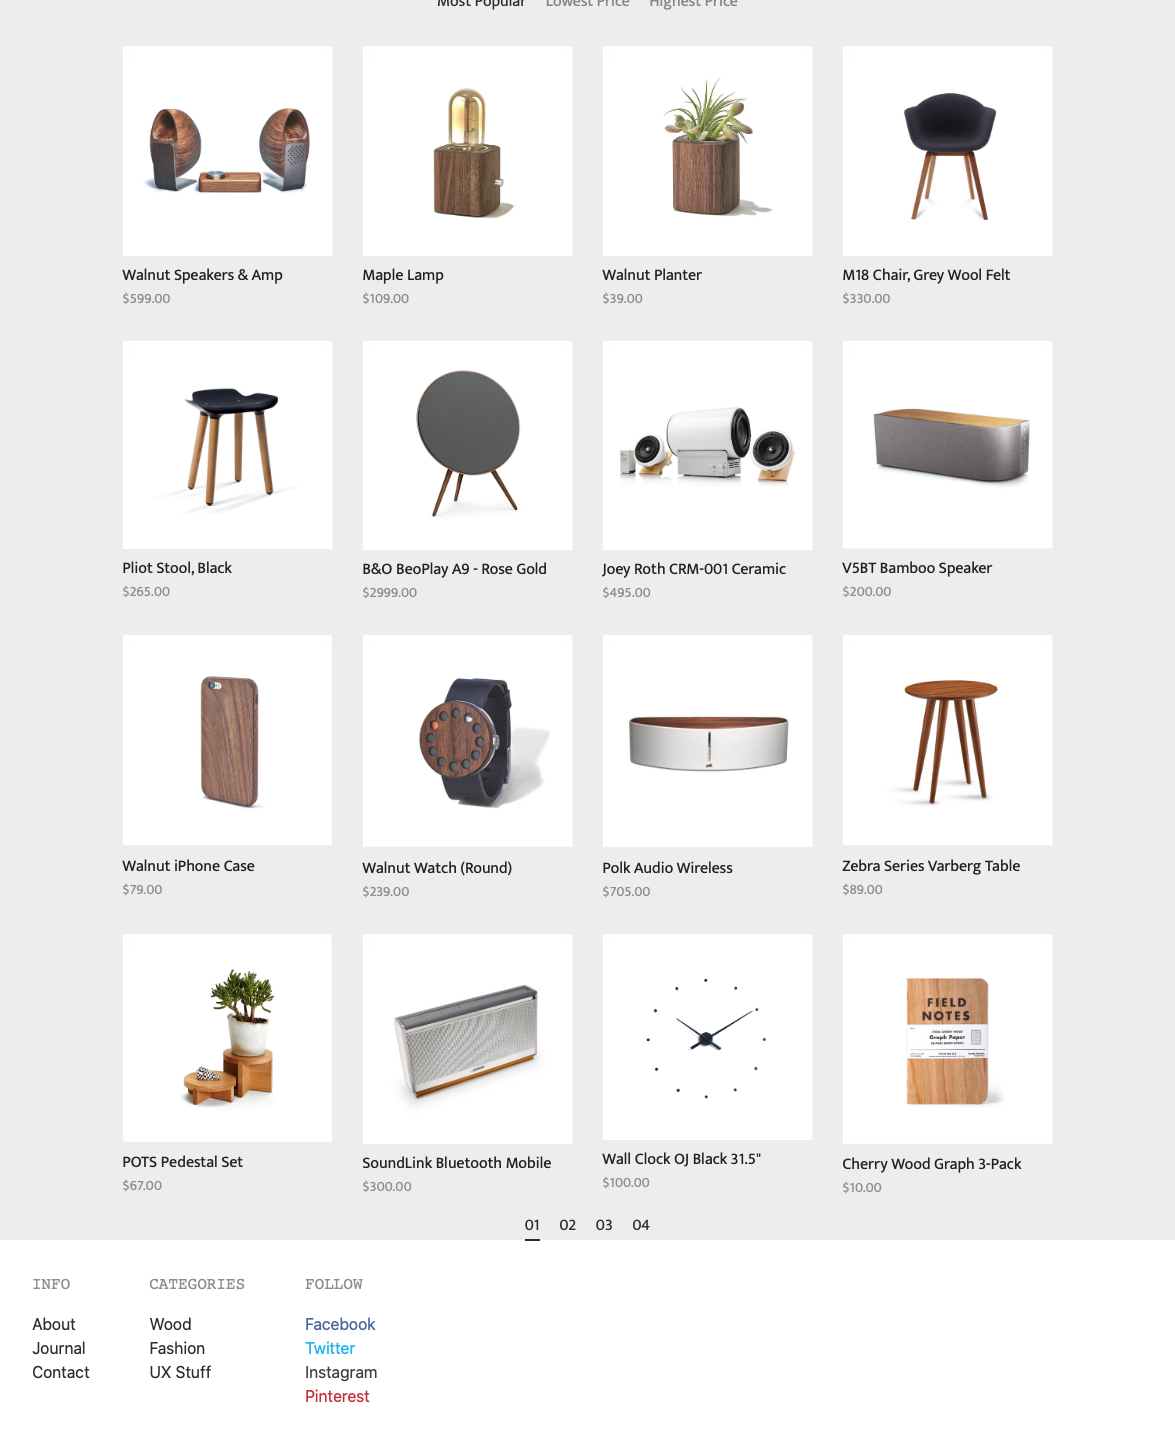 Most Popular Lowest Price Highest Price
Walnut Speakers & Amp
$599.00
Maple Lamp
$109.00
Walnut Planter
$39.00
M18 Chair, Grey Wool Felt
$330.00
Pliot Stool, Black
$265.00
B&O BeoPlay A9 - Rose Gold
$2999.00
Joey Roth CRM-001 Ceramic
$495.00
V5BT Bamboo Speaker
$200.00
polk
Walnut iPhone Case
$79.00
Walnut Watch (Round)
$239.00
Polk Audio Wireless
$705.00
Zebra Series Varberg Table
$89.00
FIELD
NOTES
Graph Paper
POTS Pedestal Set
$67.00
SoundLink Bluetooth Mobile
$300.00
Wall Clock OJ Black 31.5"
$100.00
Cherry Wood Graph 3-Pack
$10.00
01 02 03 04
INFO
About
Journal
Contact
CATEGORIES
Wood
Fashion
UX Stuff
FOLLOW
Facebook
Twitter
Instagram
Pinterest